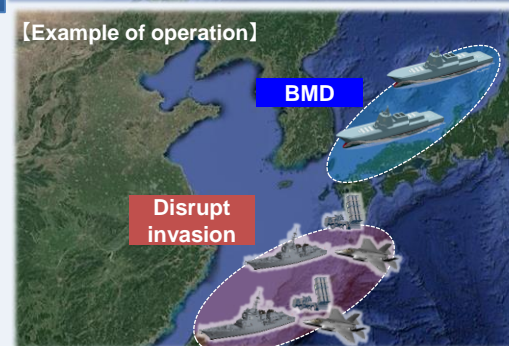 【Example of operation】
BMD
Disrupt
invasion